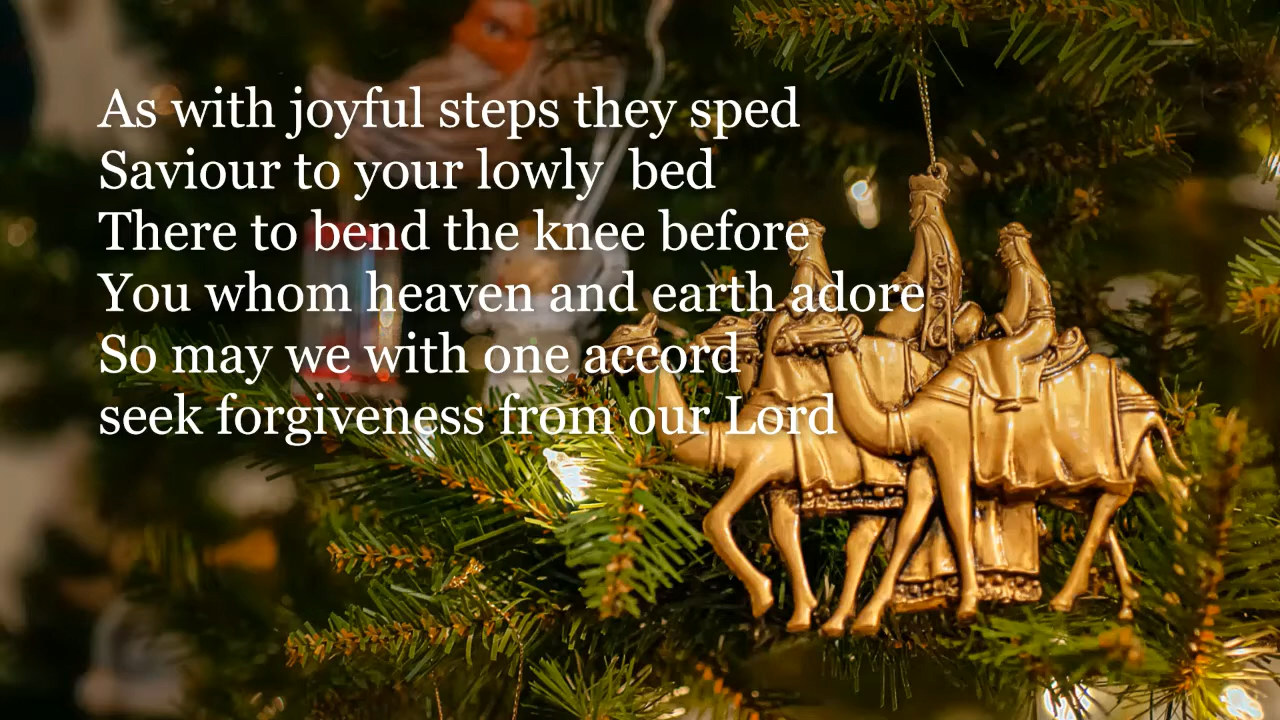 As with joyful steps they sped
Saviour to your lowly  bed
There to bend the knee before
You whom heaven and earth adore
So may we with one accord
seek forgiveness from our Lord